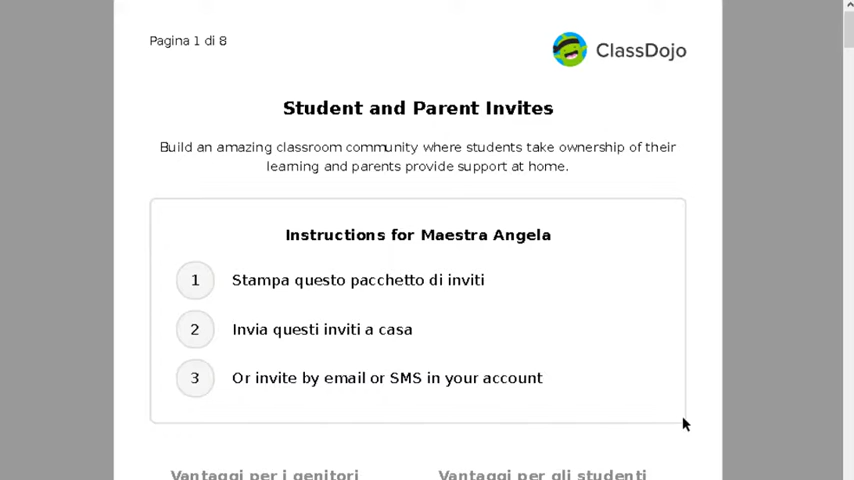 Pagina 1 di 8
ClassDojo
Student and Parent Invites
Build an amazing classroom community where students take ownership of their
learning and parents provide support at home.
Instructions for Maestra Angela
1 Stampa questo pacchetto di inviti
2 Invia questi inviti a casa
3 Or invite by email or SMS in your account
Vantaggi per i genitori Vantaggi per gli studenti